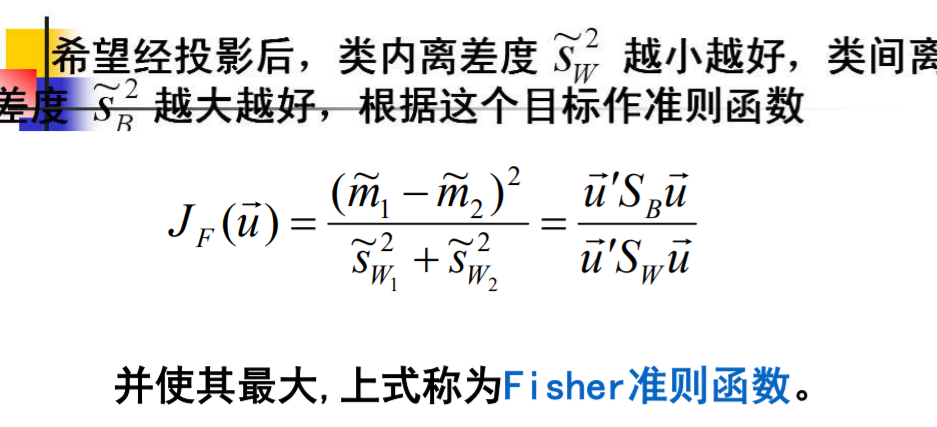 希望经投影后，类内离差度 $\tilde{s}_W^2$ 越小越好，类间离
差度 $\tilde{s}_B^2$ 越大越好，根据这个目标作准则函数
$J_F(\vec{u}) = \frac{(\tilde{m}_1 - \tilde{m}_2)^2}{\tilde{s}_{W_1}^2 + \tilde{s}_{W_2}^2} = \frac{\vec{u}' S_B \vec{u}}{\vec{u}' S_W \vec{u}}$
并使其最大,上式称为Fisher准则函数。